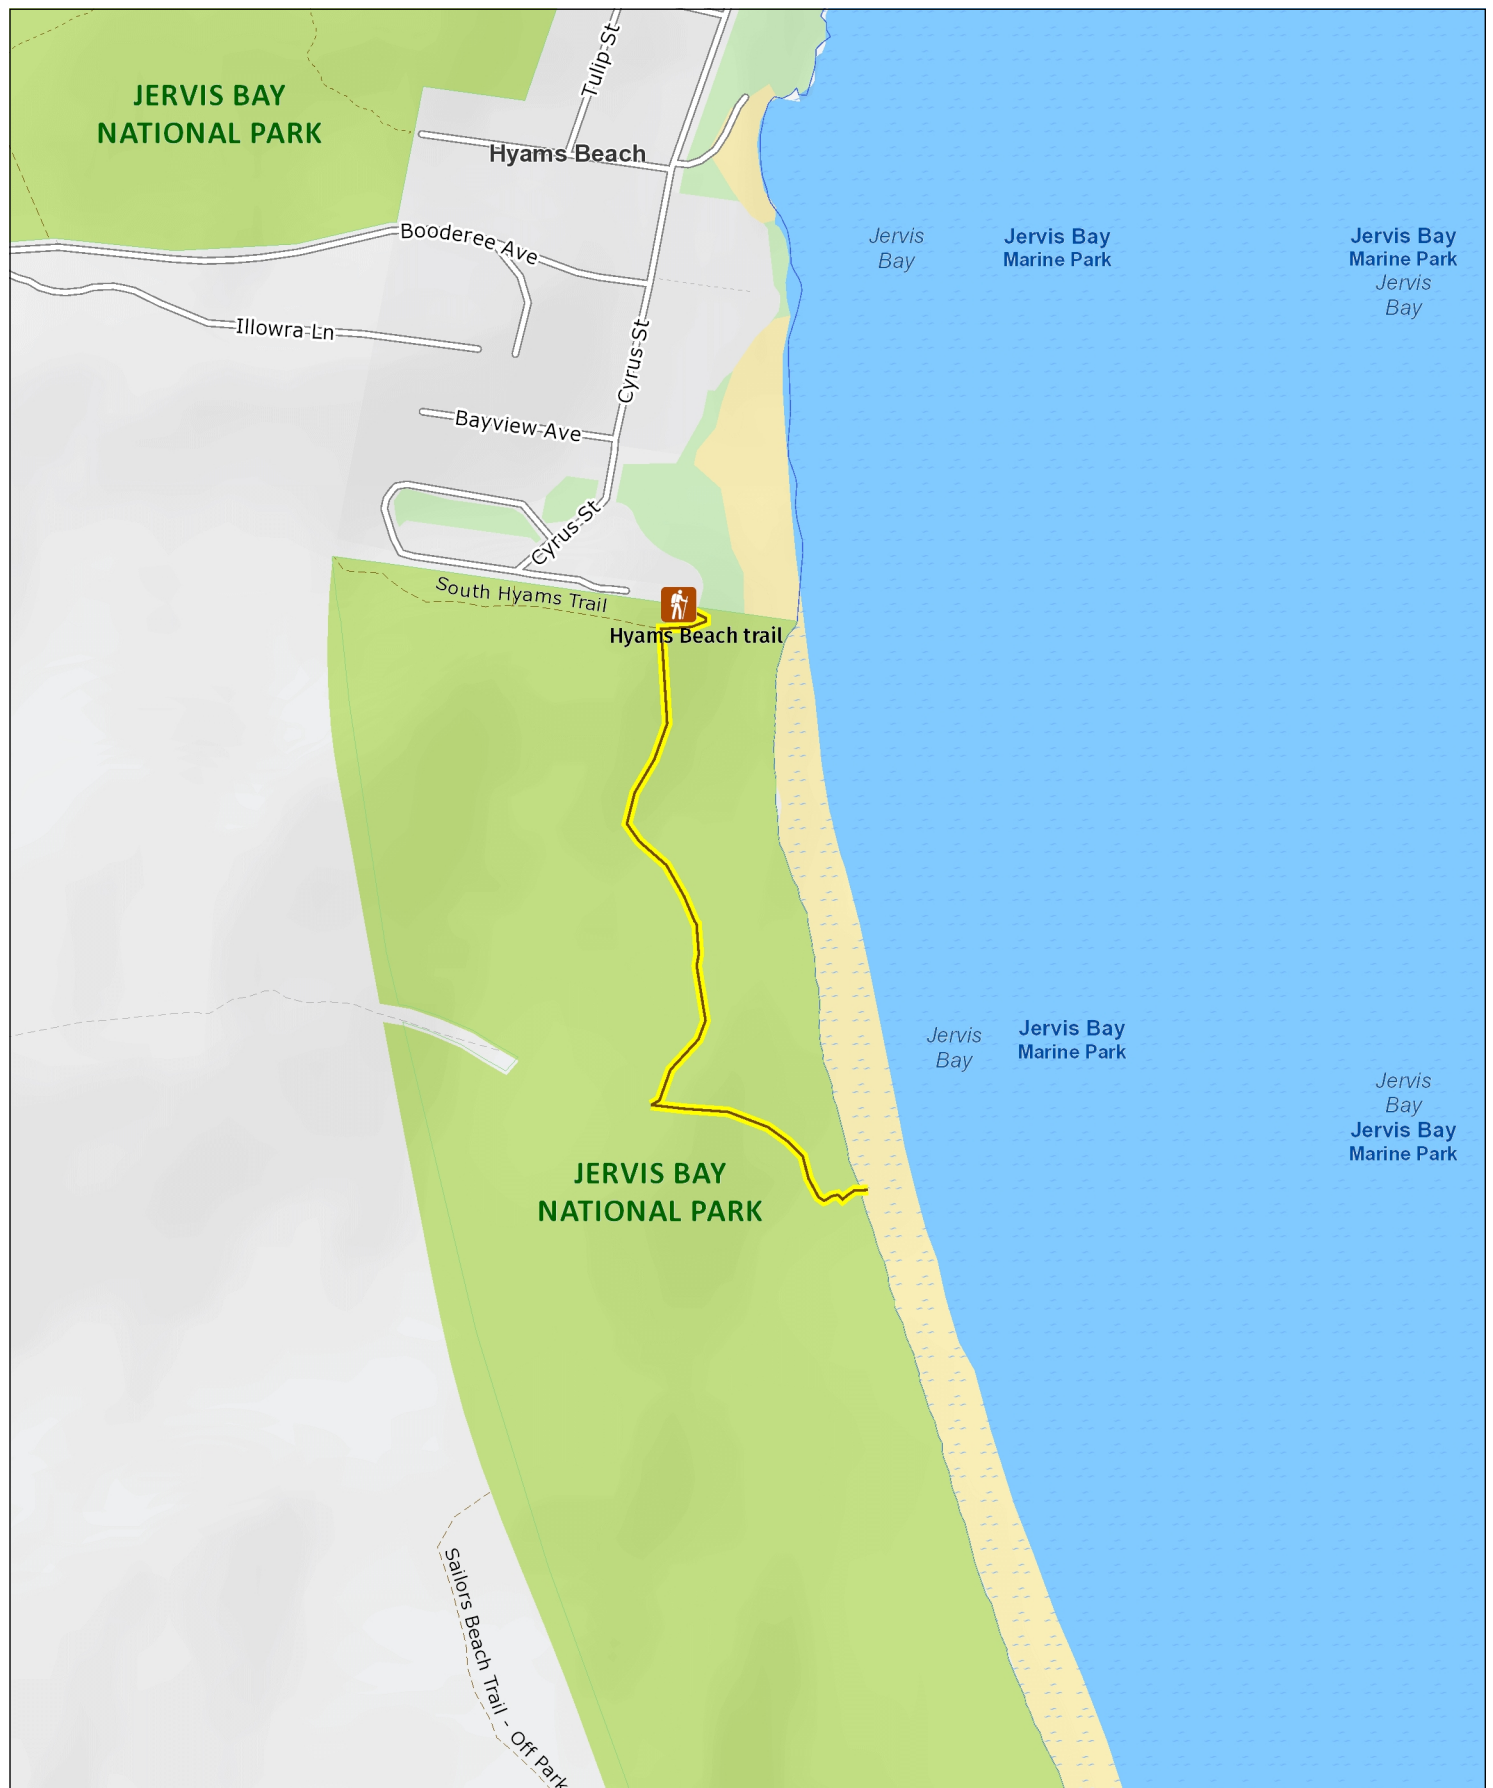 Tulip St
JERVIS BAY
NATIONAL PARK
Hyams Beach
Booderee Ave
Jervis
Bay
Jervis Bay
Marine Park
Jervis Bay
Marine Park
Jervis
Bay
Illowra Ln
Cyrus St
Bayview Ave
Cyrus St
South Hyams Trail
Hyams Beach trail
Jervis
Bay
Jervis Bay
Marine Park
Jervis
Bay
Jervis Bay
Marine Park
JERVIS BAY
NATIONAL PARK
Sailors Beach Trail - Off Park